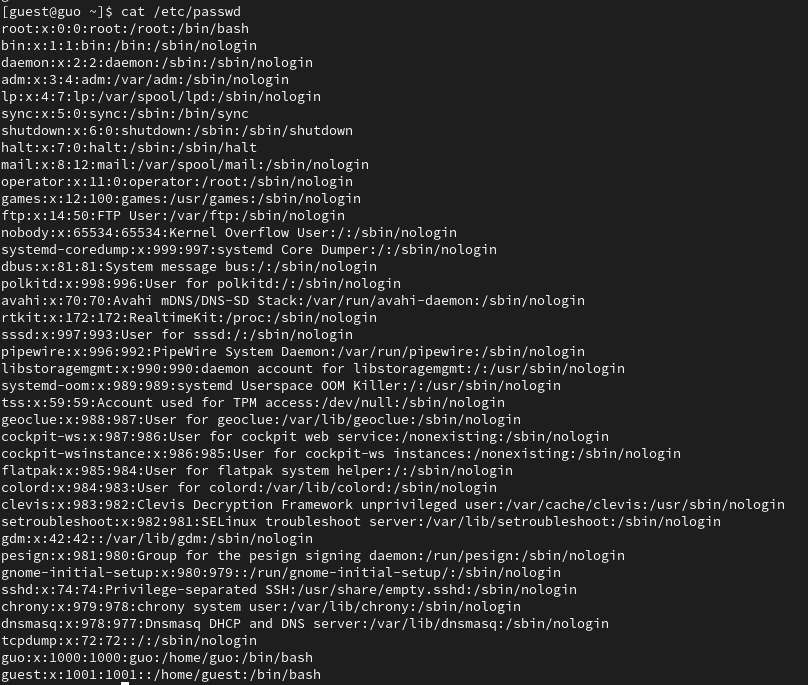 [guest@guo ~]$ cat /etc/passwd
root:x:0:0:root:/root:/bin/bash
bin:x:1:1:bin:/bin:/sbin/nologin
daemon:x:2:2:daemon:/sbin:/sbin/nologin
adm:x:3:4:adm:/var/adm:/sbin/nologin
lp:x:4:7:lp:/var/spool/lpd:/sbin/nologin
sync:x:5:0:sync:/sbin:/bin/sync
shutdown:x:6:0:shutdown:/sbin:/sbin/shutdown
halt:x:7:0:halt:/sbin:/sbin/halt
mail:x:8:12:mail:/var/spool/mail:/sbin/nologin
operator:x:11:0:operator:/root:/sbin/nologin
games:x:12:100:games:/usr/games:/sbin/nologin
ftp:x:14:50:FTP User:/var/ftp:/sbin/nologin
nobody:x:65534:65534:Kernel Overflow User:/:/sbin/nologin
systemd-coredump:x:999:997:systemd Core Dumper:/:/sbin/nologin
dbus:x:81:81:System message bus:/:/sbin/nologin
polkitd:x:998:996:User for polkitd:/:/sbin/nologin
avahi:x:70:70:Avahi mDNS/DNS-SD Stack:/var/run/avahi-daemon:/sbin/nologin
rtkit:x:172:172:RealtimeKit:/proc:/sbin/nologin
sssd:x:997:993:User for sssd:/:/sbin/nologin
pipewire:x:996:992:PipeWire System Daemon:/var/run/pipewire:/sbin/nologin
libstoragemgmt:x:990:990:daemon account for libstoragemgmt:/:/usr/sbin/nologin
systemd-oom:x:989:989:systemd Userspace OOM Killer:/:/usr/sbin/nologin
tss:x:59:59:Account used for TPM access:/dev/null:/sbin/nologin
geoclue:x:988:987:User for geoclue:/var/lib/geoclue:/sbin/nologin
cockpit-ws:x:987:986:User for cockpit web service:/nonexisting:/sbin/nologin
cockpit-wsinstance:x:986:985:User for cockpit-ws instances:/nonexisting:/sbin/nologin
flatpak:x:985:984:User for flatpak system helper:/:/sbin/nologin
colord:x:984:983:User for colord:/var/lib/colord:/sbin/nologin
clevis:x:983:982:Clevis Decryption Framework unprivileged user:/var/cache/clevis:/usr/sbin/nologin
setroubleshoot:x:982:981:SELinux troubleshoot server:/var/lib/setroubleshoot:/sbin/nologin
gdm:x:42:42::/var/lib/gdm:/sbin/nologin
pesign:x:981:980:Group for the pesign signing daemon:/run/pesign:/sbin/nologin
gnome-initial-setup:x:980:979::/run/gnome-initial-setup/:/sbin/nologin
sshd:x:74:74:Privilege-separated SSH:/usr/share/empty.sshd:/sbin/nologin
chrony:x:979:978:chrony system user:/var/lib/chrony:/sbin/nologin
dnsmasq:x:978:977:Dnsmasq DHCP and DNS server:/var/lib/dnsmasq:/sbin/nologin
tcpdump:x:72:72::/:/sbin/nologin
guo:x:1000:1000:guo:/home/guo:/bin/bash
guest:x:1001:1001::/home/guest:/bin/bash